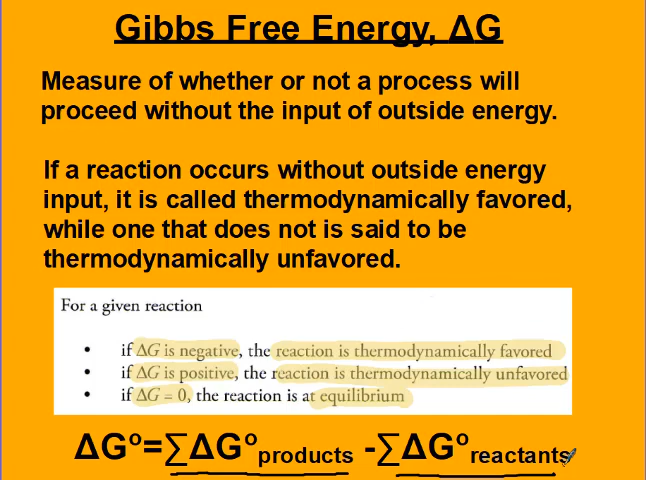 Gibbs Free Energy, ΔG
Measure of whether or not a process will
proceed without the input of outside energy.
If a reaction occurs without outside energy
input, it is called thermodynamically favored,
while one that does not is said to be
thermodynamically unfavored.
For a given reaction
• if ΔG is negative, the reaction is thermodynamically favored
• if ΔG is positive, the reaction is thermodynamically unfavored
• if ΔG = 0, the reaction is at equilibrium
ΔGº=∑ΔGºproducts -∑ΔGºreactants